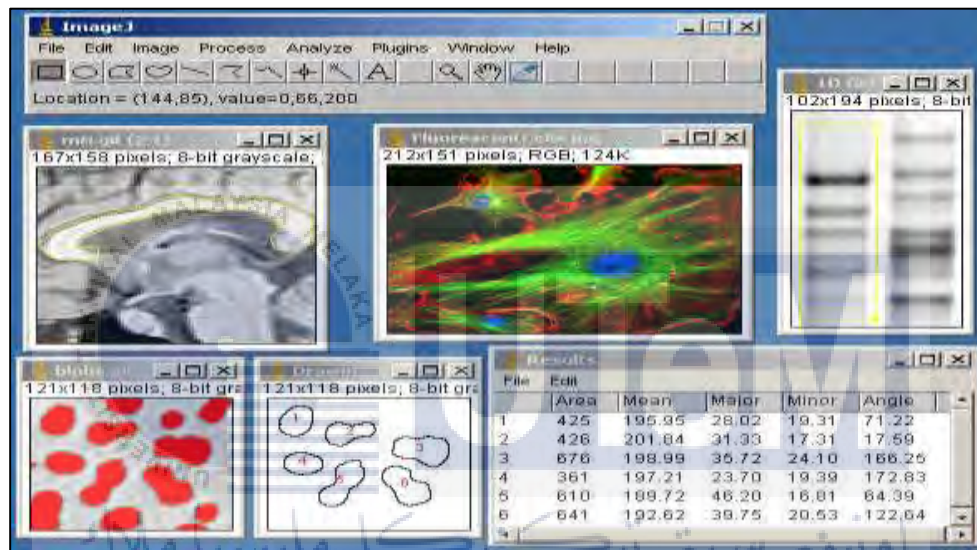 ImageJ
File Edit Image Process Analyze Plugins Window Help
A
Location = (144,85), value=0,66,200
102x194 pixels; 8-bit
167x158 pixels; 8-bit grayscale;
212x151 pixels; RGB; 124K
MALAYSIA MELAKA
UTeM
121x118 pixels; 8-bit gra
121x118 pixels; 8-bit gra
1
3
4
5
6
Results
File Edit
Area Mean Major Minor Angle
1 425 195.95 28.02 19.31 71.22
2 426 201.84 31.33 17.31 17.59
3 676 198.99 35.72 24.10 166.25
4 361 197.21 23.70 19.39 172.83
5 610 189.72 46.20 16.81 64.39
6 641 192.62 39.75 20.53 122.64